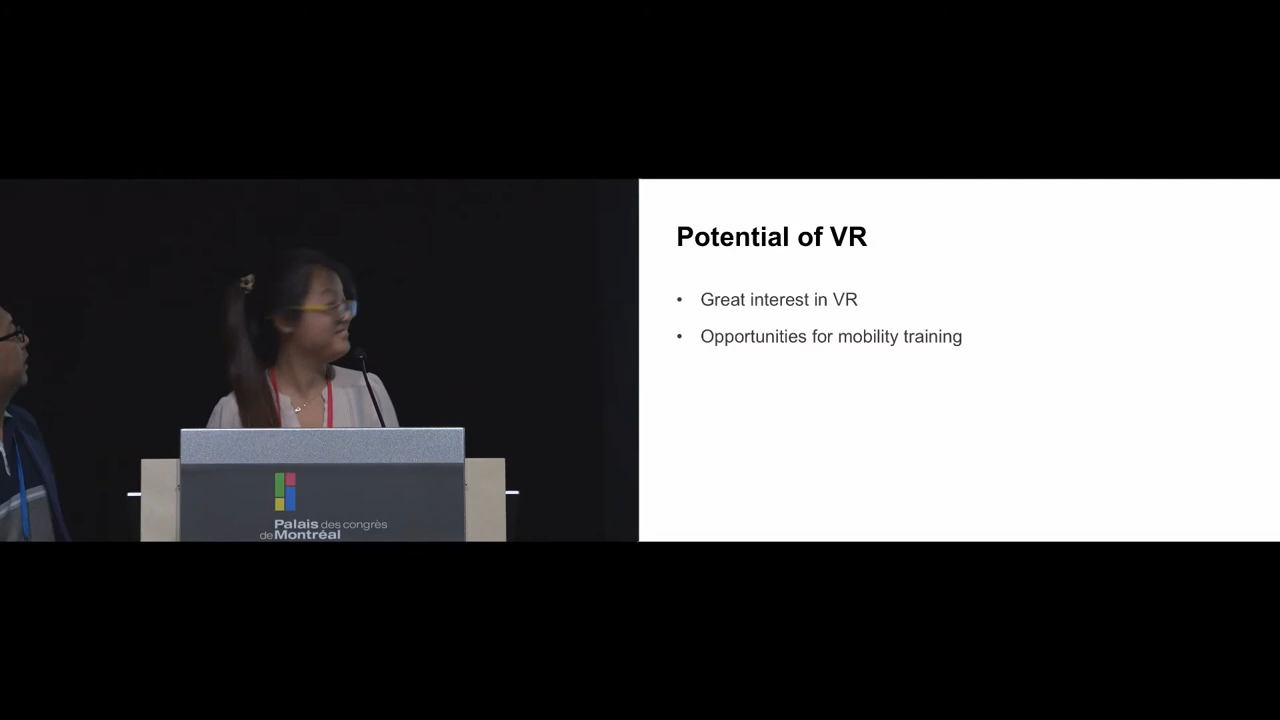 Potential of VR
• Great interest in VR
• Opportunities for mobility training
Palais des congrès
de Montréal